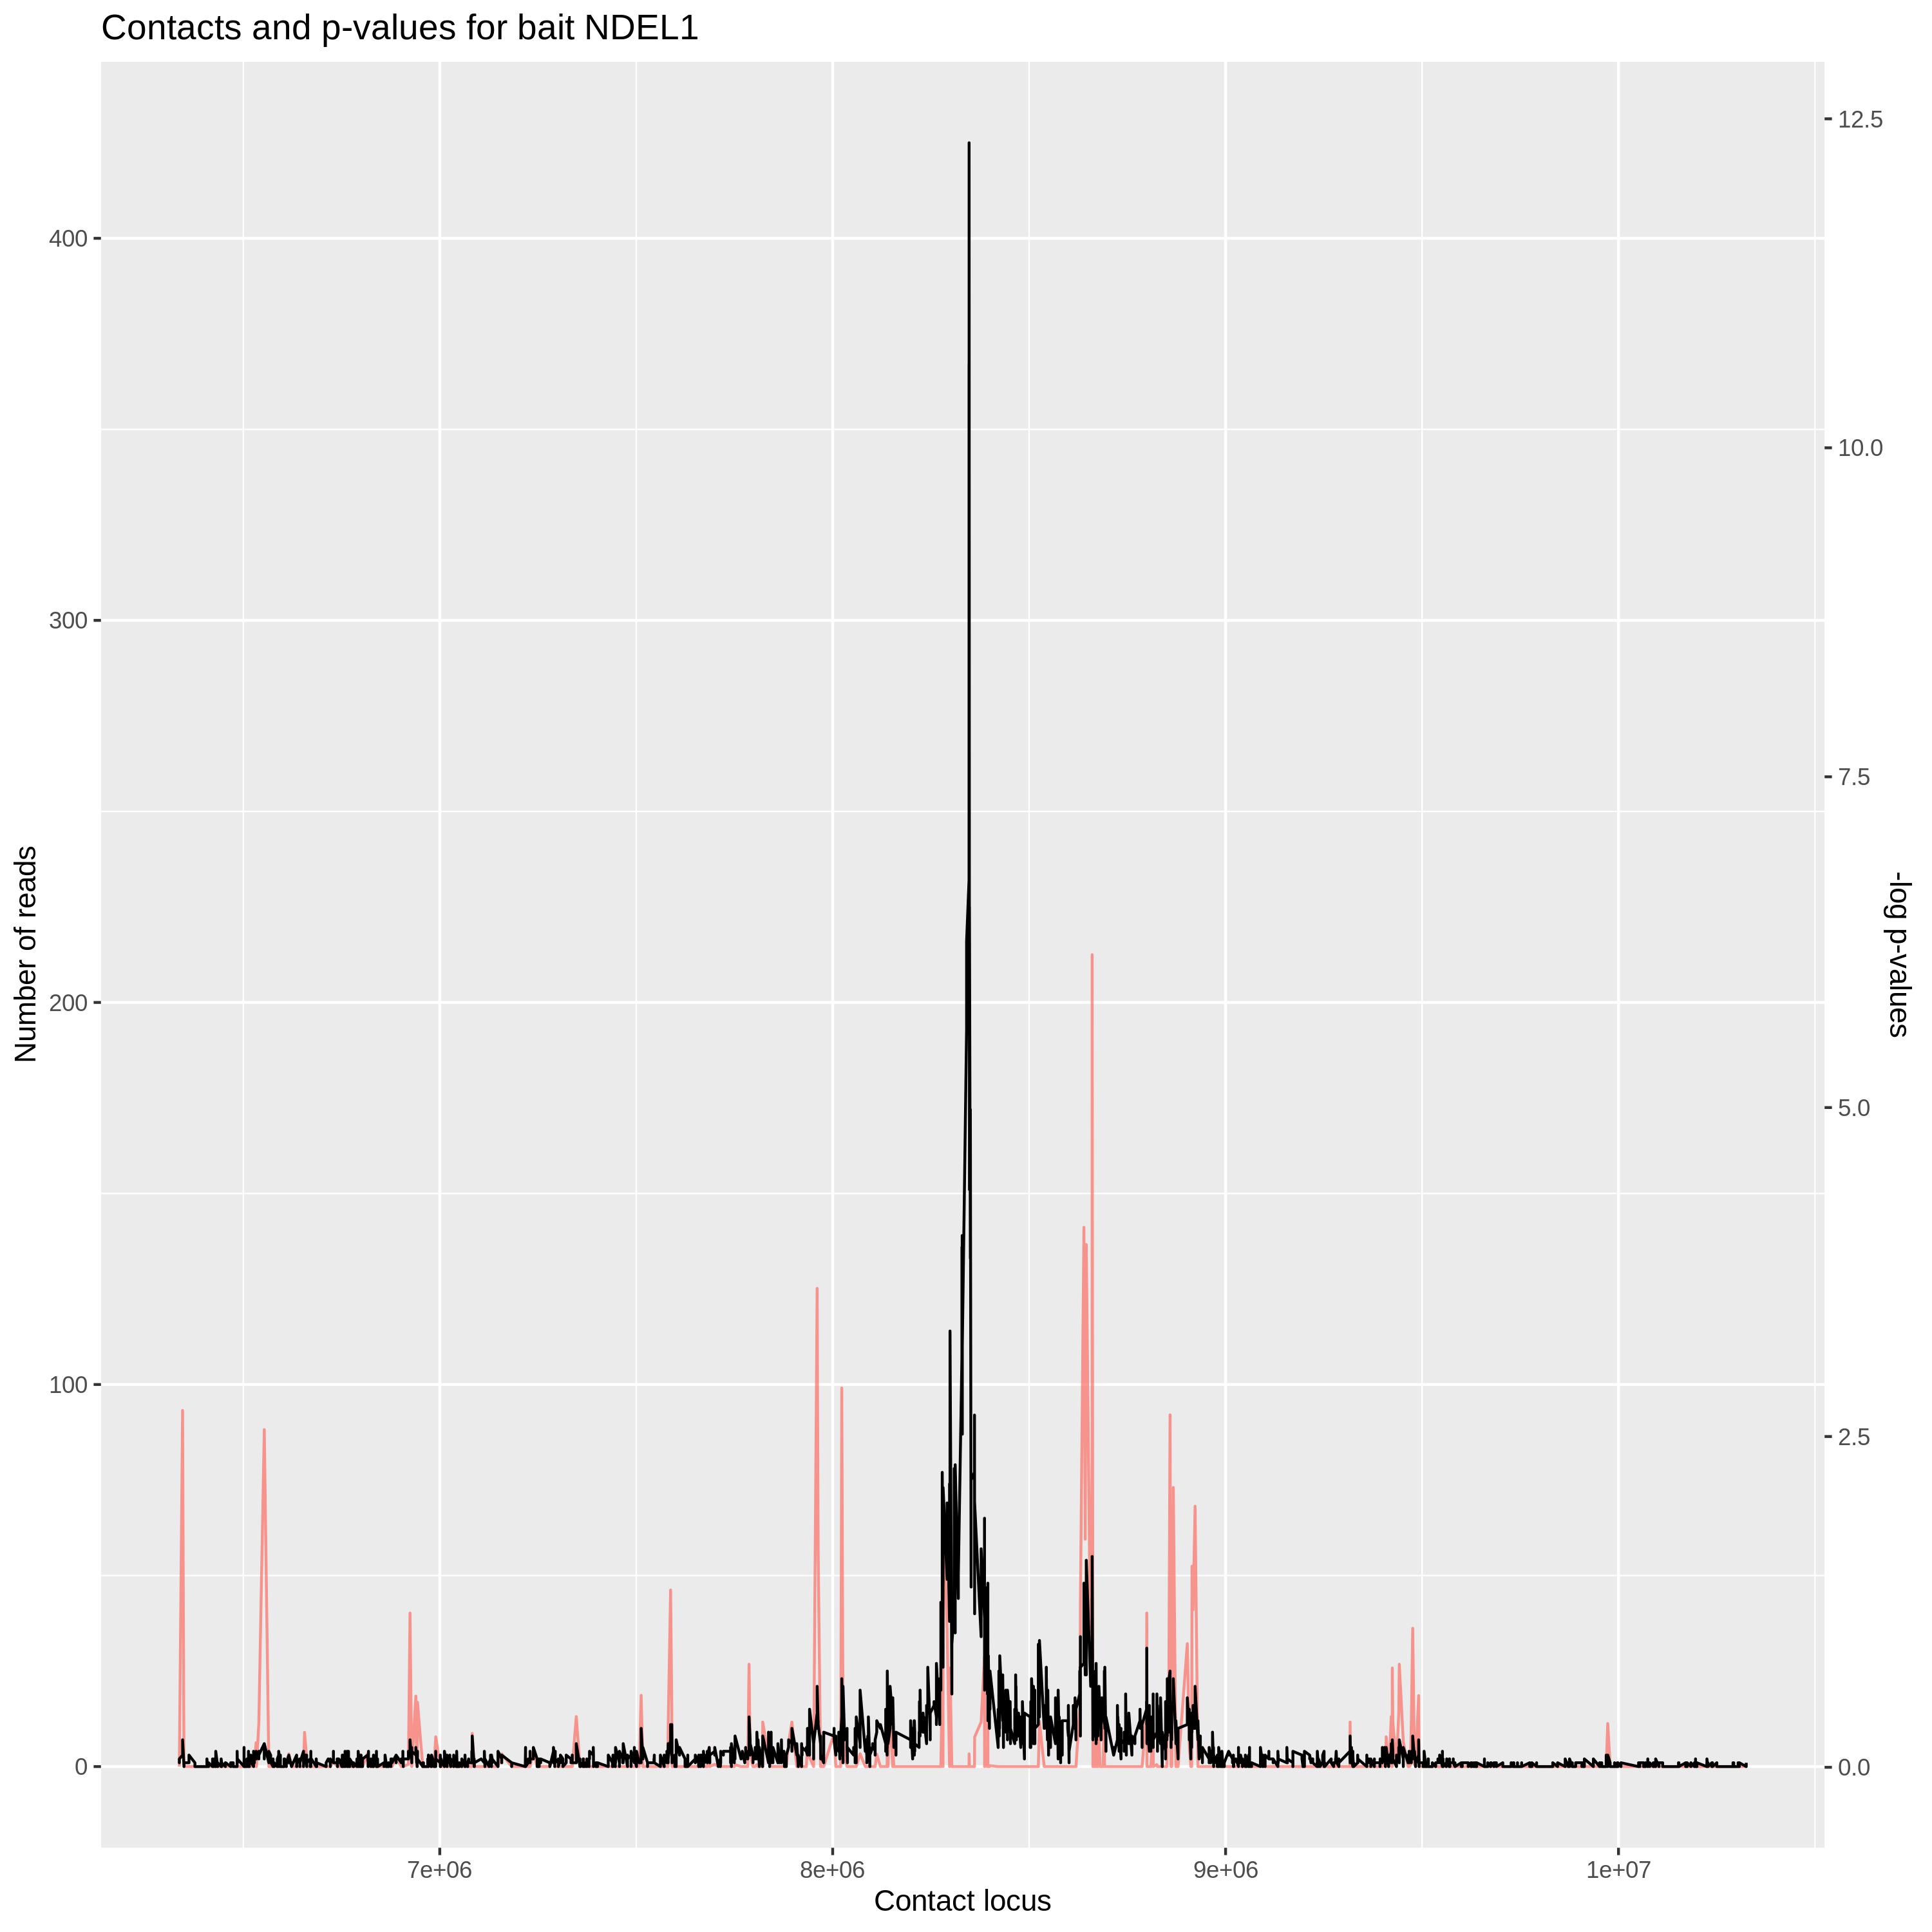 Contacts and p-values for bait NDEL1
Number of reads
400
300
200
100
0
12.5
10.0
7.5
5.0
2.5
0.0
-log p-values
7e+06
8e+06
9e+06
1e+07
Contact locus